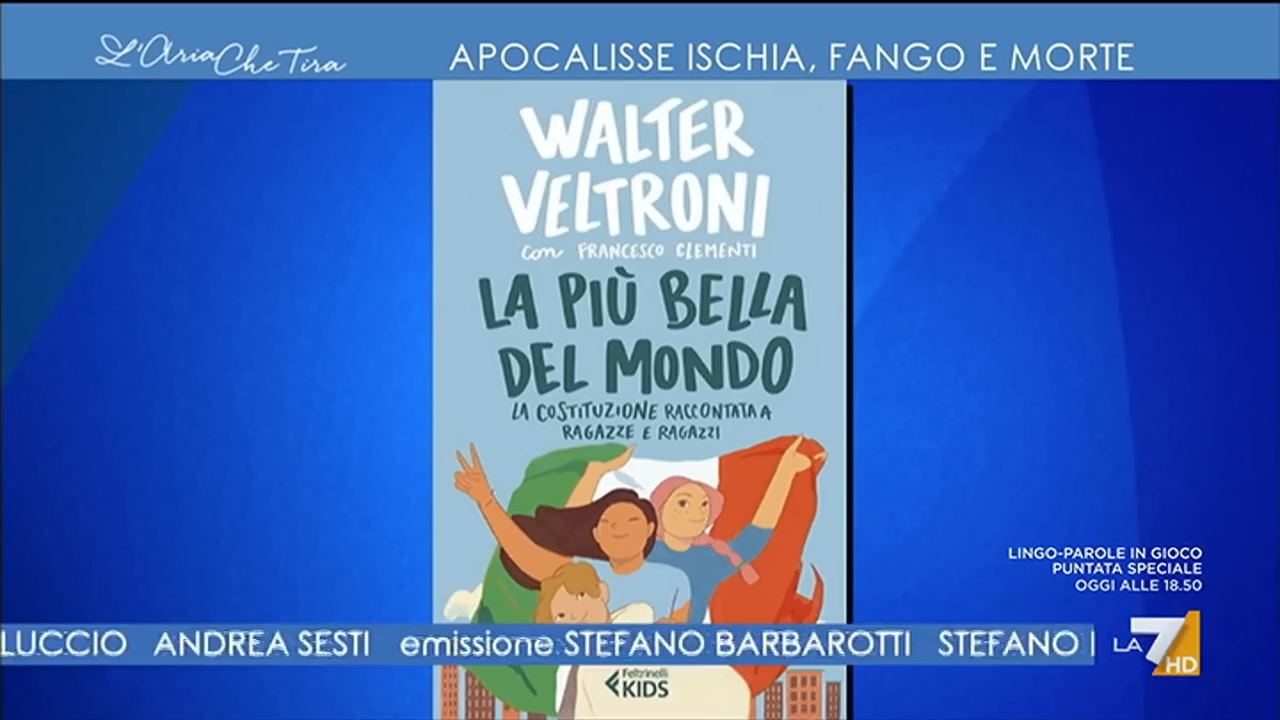 L'Aria Che Tira
APOCALISSE ISCHIA, FANGO E MORTE
WALTER
VELTRONI
con FRANCESCO CLEMENTI
LA PIÙ BELLA
DEL MONDO
LA COSTITUZIONE RACCONTATA A
RAGAZZE E RAGAZZI
LINGO-PAROLE IN GIOCO
PUNTATA SPECIALE
OGGI ALLE 18.50
LUCCIO ANDREA SESTI emissione STEFANO BARBAROTTI STEFANO
LA 7 HD
Feltrinelli
KIDS